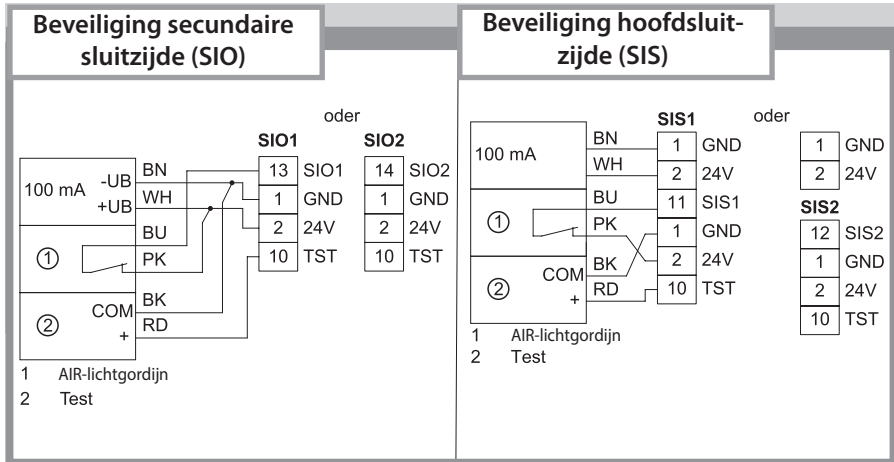 Beveiliging secundaire
sluitzijde (SIO)
oder
SIO1
SIO2
100 mA
-UB
+UB
BN
WH
BU
PK
BK
RD
1
2
COM
+
13 SIO1
1 GND
2 24V
10 TST
14 SIO2
1 GND
2 24V
10 TST
1 AIR-lichtgordijn
2 Test
Beveiliging hoofdsluit-
zijde (SIS)
SIS1
oder
100 mA
BN
WH
BU
PK
BK
RD
①
②
COM
+
1 GND
2 24V
11 SIS1
1 GND
2 24V
10 TST
1 GND
2 24V
SIS2
12 SIS2
1 GND
2 24V
10 TST
1 AIR-lichtgordijn
2 Test